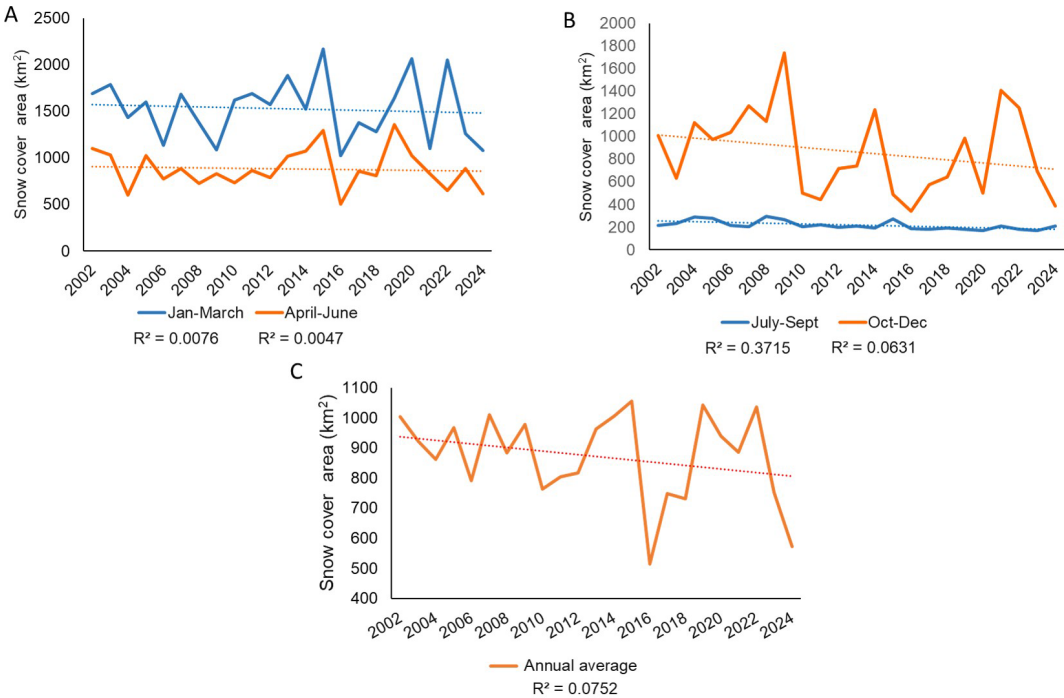 A
Snow cover area (km²)
2500
2000
1500
1000
500
0
2002 2004 2006 2008 2010 2012 2014 2016 2018 2020 2022 2024
Jan-March April-June
R² = 0.0076 R² = 0.0047
B
Snow cover area (km²)
2000
1800
1600
1400
1200
1000
800
600
400
200
0
2002 2004 2006 2008 2010 2012 2014 2016 2018 2020 2022 2024
July-Sept Oct-Dec
R² = 0.3715 R² = 0.0631
C
Snow cover area (km²)
1100
1000
900
800
700
600
500
400
2002 2004 2006 2008 2010 2012 2014 2016 2018 2020 2022 2024
Annual average
R² = 0.0752